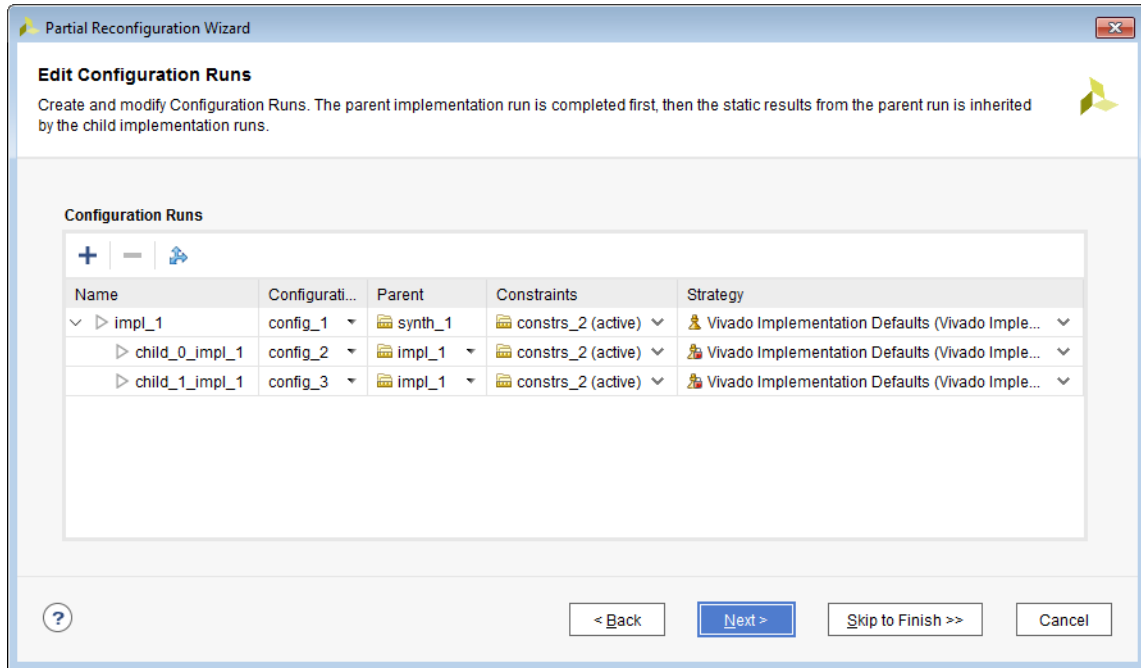 Partial Reconfiguration Wizard
Edit Configuration Runs
Create and modify Configuration Runs. The parent implementation run is completed first, then the static results from the parent run is inherited
by the child implementation runs.
Configuration Runs
Name Configurati... Parent Constraints Strategy
impl_1 config_1 synth_1 constrs_2 (active) Vivado Implementation Defaults (Vivado Imple...
child_0_impl_1 config_2 impl_1 constrs_2 (active) Vivado Implementation Defaults (Vivado Imple...
child_1_impl_1 config_3 impl_1 constrs_2 (active) Vivado Implementation Defaults (Vivado Imple...
? < Back Next > Skip to Finish >> Cancel